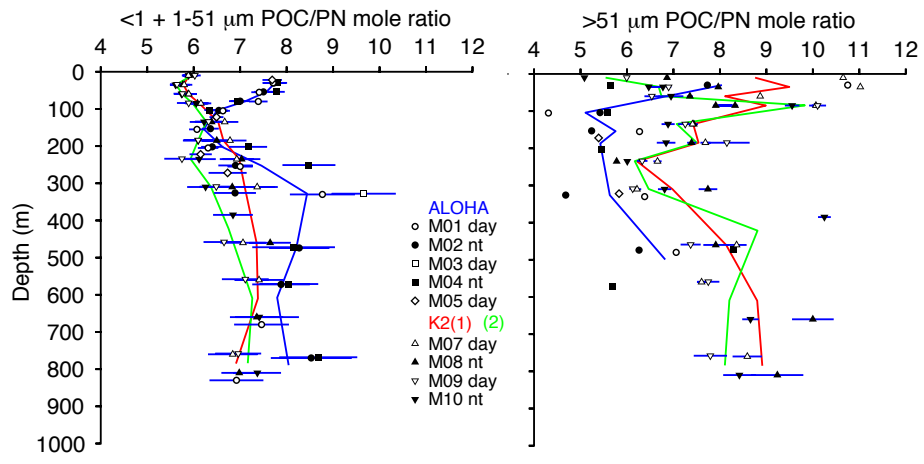 <1 + 1-51 μm POC/PN mole ratio
4 5 6 7 8 9 10 11 12
0
100
200
300
400
500
600
700
800
900
1000
Depth (m)
ALOHA
M01 day
M02 nt
M03 day
M04 nt
M05 day
K2(1) (2)
M07 day
M08 nt
M09 day
M10 nt
>51 μm POC/PN mole ratio
4 5 6 7 8 9 10 11 12